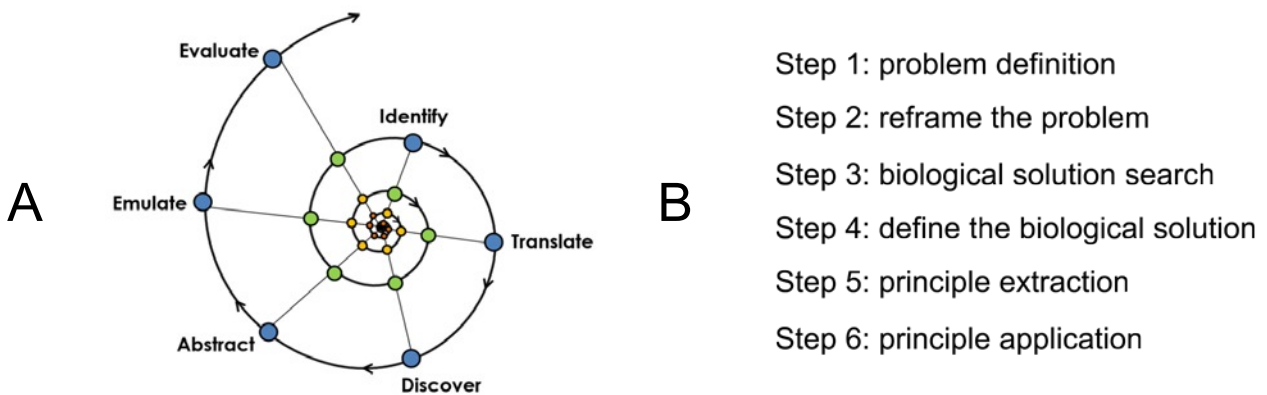 A
Evaluate
Identify
Emulate
Translate
Abstract
Discover
B
Step 1: problem definition
Step 2: reframe the problem
Step 3: biological solution search
Step 4: define the biological solution
Step 5: principle extraction
Step 6: principle application